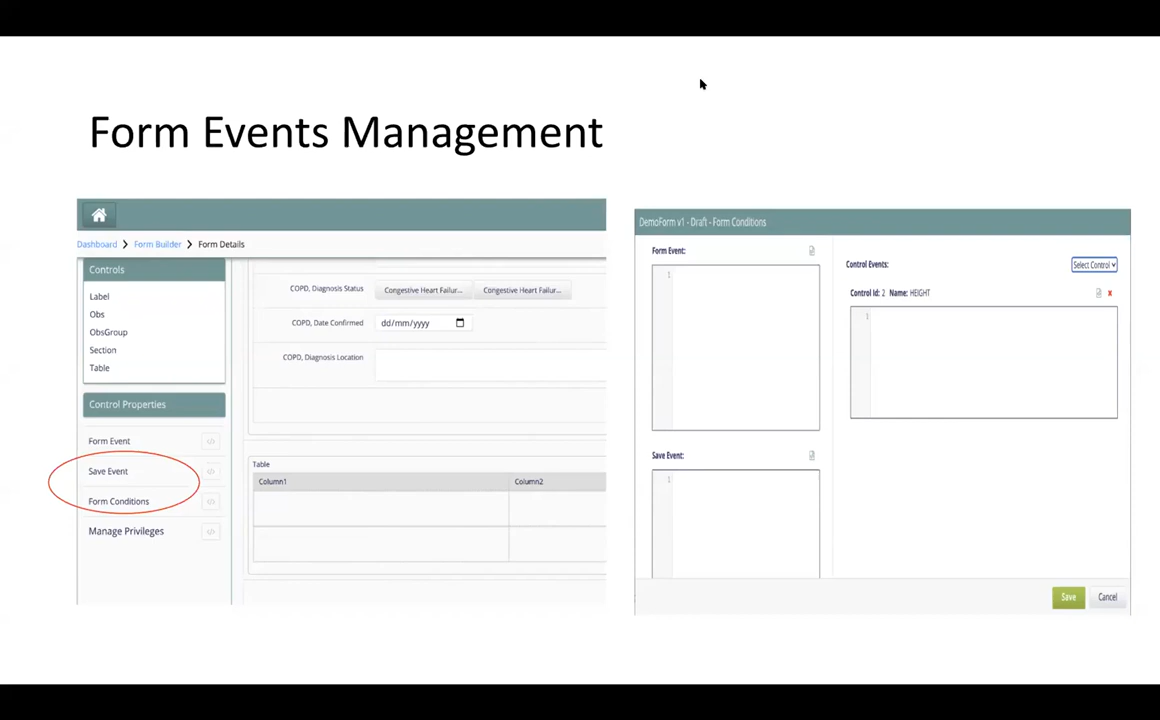 Form Events Management
Dashboard > Form Builder > Form Details
Controls
Label
Obs
ObsGroup
Section
Table
Control Properties
Form Event
Save Event
Form Conditions
Manage Privileges
COPD, Diagnosis Status Congestive Heart Failur... Congestive Heart Failur...
COPD, Date Confirmed dd/mm/yyyy
COPD, Diagnosis Location
Table
Column1 Column2
DemoForm v1 - Draft - Form Conditions
Form Event:
1
Save Event:
1
Control Events: Select Control
Control Id: 2 Name: HEIGHT
1
Save Cancel